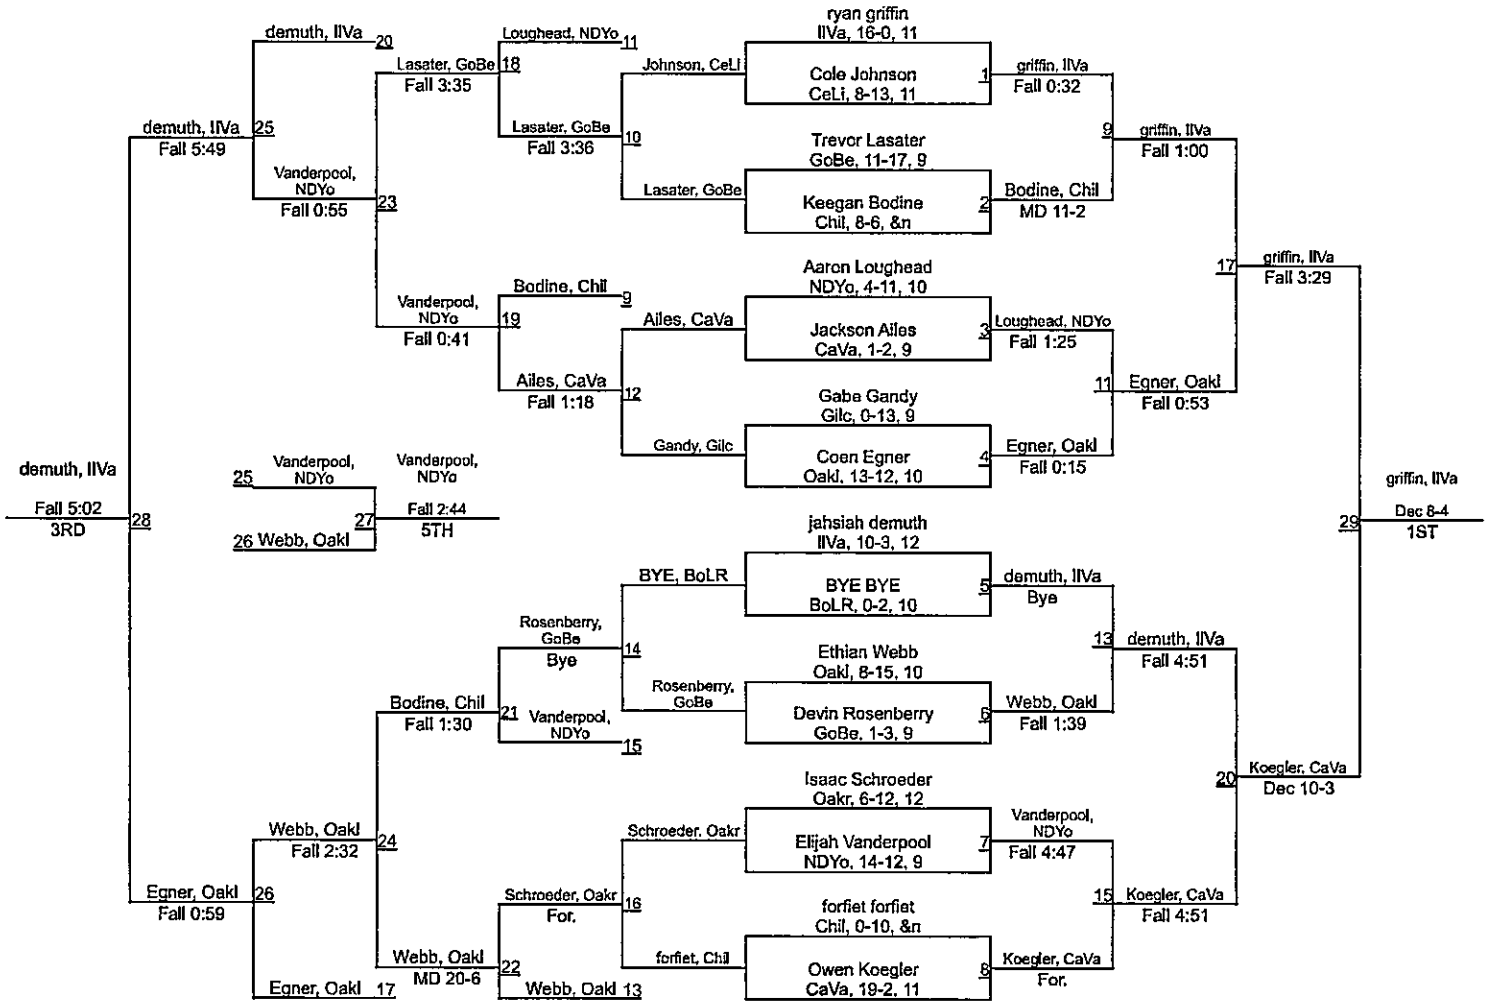 ryan griffin
IIVa, 16-0, 11
Cole Johnson
CeLi, 8-13, 11
1
Trevor Lasater
GoBe, 11-17, 9
Keegan Bodine
Chil, 8-6, &n
2
Aaron Loughead
NDYo, 4-11, 10
Jackson Ailes
CaVa, 1-2, 9
3
Gabe Gandy
Gilc, 0-13, 9
Coen Egner
Oakl, 13-12, 10
4
jahsiah demuth
IIVa, 10-3, 12
BYE BYE
BoLR, 0-2, 10
5
Ethian Webb
Oakl, 8-15, 10
Devin Rosenberry
GoBe, 1-3, 9
6
Isaac Schroeder
Oakr, 6-12, 12
Elijah Vanderpool
NDYo, 14-12, 9
7
forfiet forfiet
Chil, 0-10, &n
Owen Koegler
CaVa, 19-2, 11
8
griffin, IIVa
Fall 0:32
Bodine, Chil
MD 11-2
Loughead, NDYo
Fall 1:25
Egner, Oakl
Fall 0:15
demuth, IIVa
Bye
Webb, Oakl
Fall 1:39
Vanderpool,
NDYo
Fall 4:47
Koegler, CaVa
For.
9
griffin, IIVa
Fall 1:00
11
Egner, Oakl
Fall 0:53
13
demuth, IIVa
Fall 4:51
15
Koegler, CaVa
Fall 4:51
17
griffin, IIVa
Fall 3:29
20
Koegler, CaVa
Dec 10-3
griffin, IIVa
29
Dec 8-4
1ST
Johnson, CeLi
Lasater, GoBe
Ailes, CaVa
Gandy, Gilc
BYE, BoLR
Rosenberry,
GoBe
Schroeder, Oakr
forfiet, Chil
Loughead, NDYo
11
Lasater, GoBe
Fall 3:36
10
Bodine, Chil
9
Ailes, CaVa
Fall 1:18
12
Rosenberry,
GoBe
Bye
14
Vanderpool,
NDYo
15
Schroeder, Oakr
For.
16
Webb, Oakl
13
Lasater, GoBe
Fall 3:35
18
Vanderpool,
NDYo
Fall 0:41
19
Bodine, Chil
Fall 1:30
21
Webb, Oakl
MD 20-6
22
demuth, IIVa
20
Vanderpool,
NDYo
Fall 0:55
23
Webb, Oakl
Fall 2:32
24
Egner, Oakl
17
demuth, IIVa
Fall 5:49
25
Egner, Oakl
Fall 0:59
26
demuth, IIVa
Fall 5:02
3RD
28
25
Vanderpool,
NDYo
26 Webb, Oakl
27
Vanderpool,
NDYo
Fall 2:44
5TH